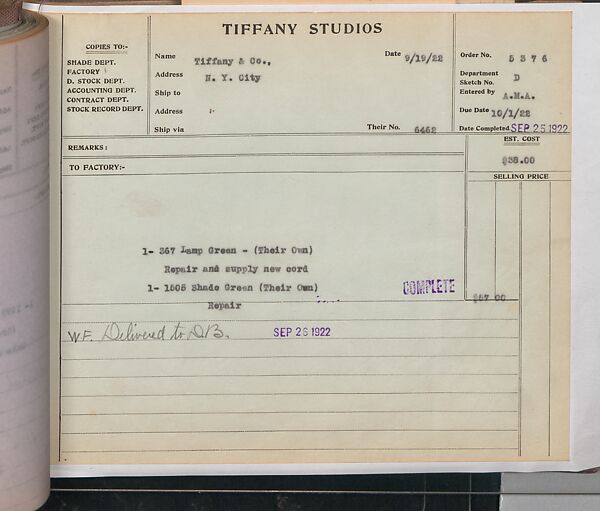 TIFFANY STUDIOS
COPIES TO:-
SHADE DEPT.
FACTORY
D. STOCK DEPT.
ACCOUNTING DEPT.
CONTRACT DEPT.
STOCK RECORD DEPT.
Name Tiffany & Co., Date 9/19/22
Address N. Y. City
Ship to
Address
Ship via Their No. 6462
Order No. 5376
Department D
Sketch No.
Entered by A.M.A.
Due Date 10/1/22
Date Completed SEP 25 1922
REMARKS:
EST. COST
$38.00
TO FACTORY:-
SELLING PRICE
1- 367 Lamp Green - (Their Own)
Repair and supply new cord
1- 1505 Shade Green (Their Own)
COMPLETE
$57 00
Repair
W.F. Delivered to D.B. SEP 26 1922